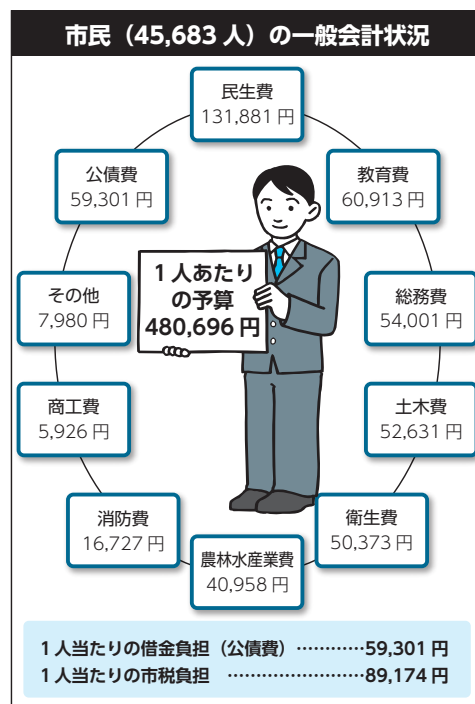 市民（45,683 人）の一般会計状況
民生費
131,881 円
教育費
60,913 円
総務費
54,001 円
土木費
52,631 円
衛生費
50,373 円
農林水産業費
40,958 円
消防費
16,727 円
商工費
5,926 円
その他
7,980 円
公債費
59,301 円
1 人あたり
の予算
480,696 円
1 人当たりの借金負担（公債費）…………59,301 円
1 人当たりの市税負担 …………………89,174 円